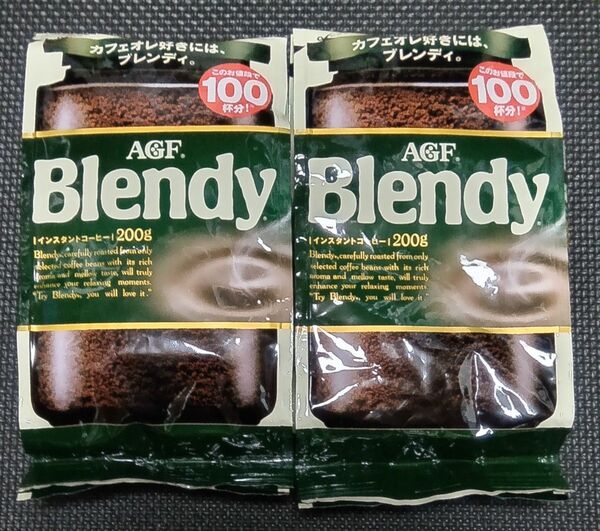 カフェオレ好きには、
ブレンディ。
このお値段で
100
杯分!
AGF®
Blendy®
インスタントコーヒー 200g
Blendy, carefully roasted from only
selected coffee beans with its rich
aroma and mellow taste, will truly
enhance your relaxing moments.
"Try Blendy, you will love it."
カフェオレ好きには、
ブレンディ。
このお値段で
100
杯分!
AGF®
Blendy®
インスタントコーヒー 200g
Blendy, carefully roasted from only
selected coffee beans with its rich
aroma and mellow taste, will truly
enhance your relaxing moments.
"Try Blendy, you will love it."